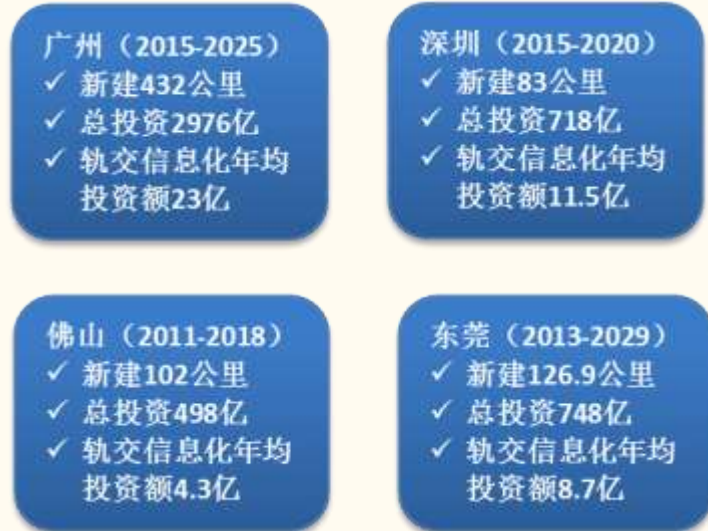 广州（2015-2025）
✓ 新建432公里
✓ 总投资2976亿
✓ 轨交信息化年均
投资额23亿
深圳（2015-2020）
✓ 新建83公里
✓ 总投资718亿
✓ 轨交信息化年均
投资额11.5亿
佛山（2011-2018）
✓ 新建102公里
✓ 总投资498亿
✓ 轨交信息化年均
投资额4.3亿
东莞（2013-2029）
✓ 新建126.9公里
✓ 总投资748亿
✓ 轨交信息化年均
投资额8.7亿